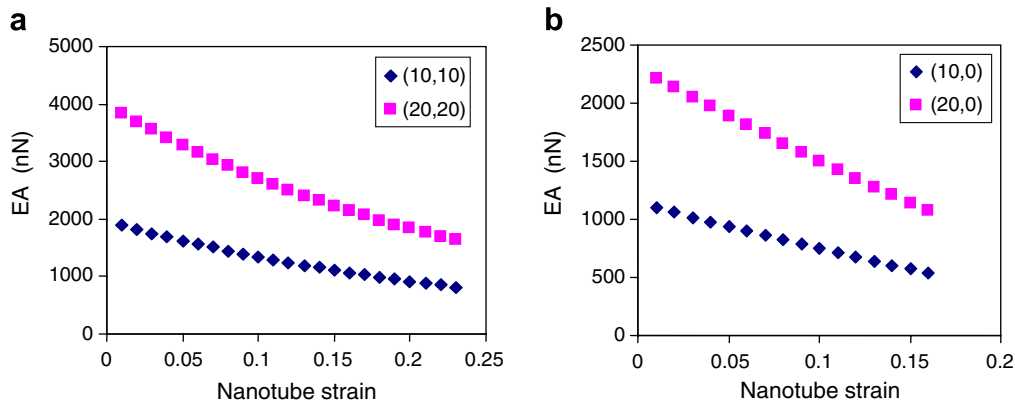 a
5000
4000
3000
2000
1000
0
EA (nN)
(10,10)
(20,20)
0 0.05 0.1 0.15 0.2 0.25
Nanotube strain
b
2500
2000
1500
1000
500
0
EA (nN)
(10,0)
(20,0)
0 0.05 0.1 0.15 0.2
Nanotube strain